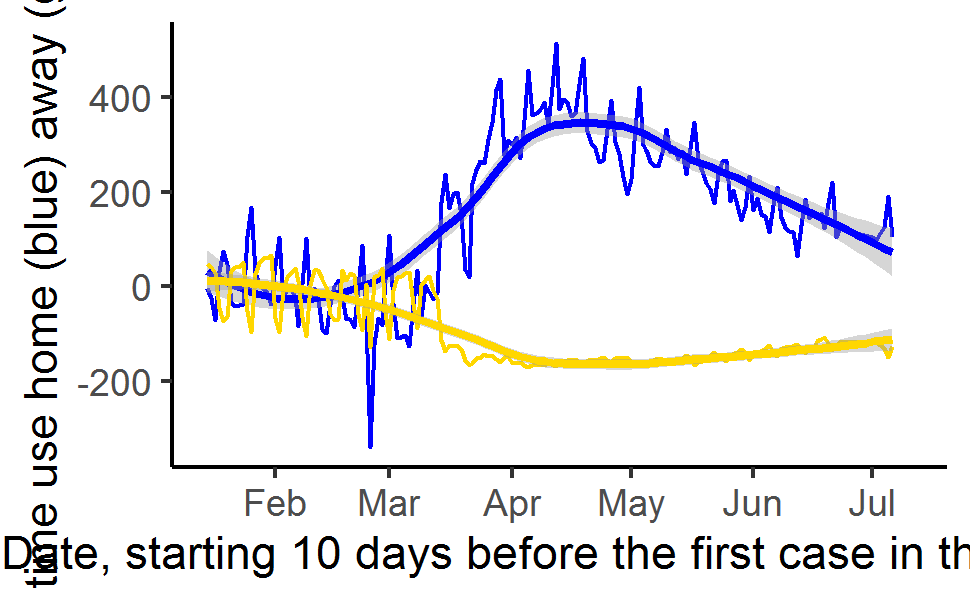 time use home (blue) away (
400
200
0
-200
Feb Mar Apr May Jun Jul
Date, starting 10 days before the first case in th